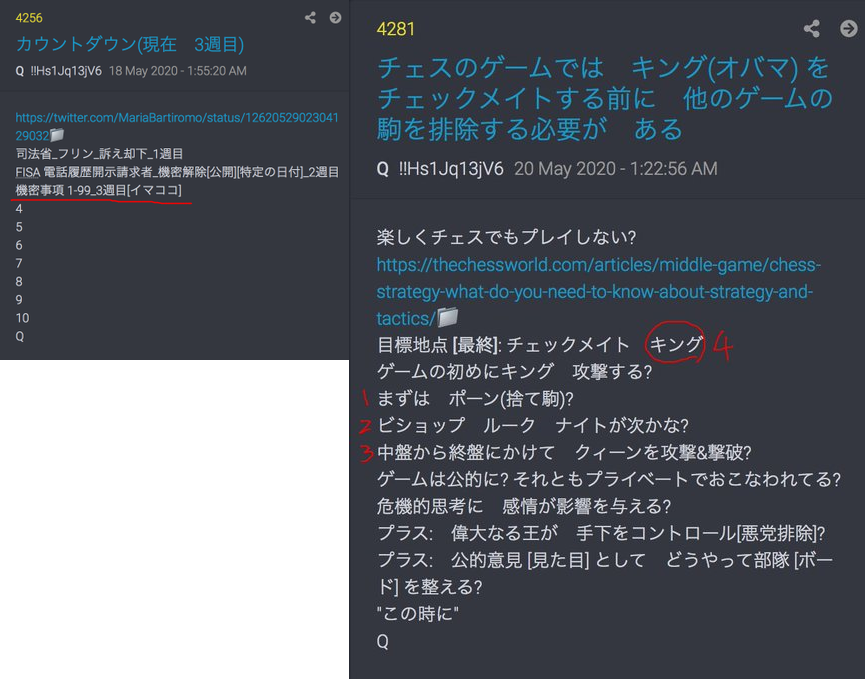 4256
カウントダウン(現在 3週目)
Q !!Hs1Jq13jV6 18 May 2020 - 1:55:20 AM
https://twitter.com/MariaBartiromo/status/12620529023041
29032
司法省_フリン_訴え却下_1週目
FISA 電話履歴開示請求者_機密解除[公開][特定の日付]_2週目
機密事項 1-99_3週目[イマココ]
4
5
6
7
8
9
10
Q
4281
チェスのゲームでは キング(オバマ) を
チェックメイトする前に 他のゲームの
駒を排除する必要が ある
Q !!Hs1Jq13jV6 20 May 2020 - 1:22:56 AM
楽しくチェスでもプレイしない?
https://thechessworld.com/articles/middle-game/chess-
strategy-what-do-you-need-to-know-about-strategy-and-
tactics/
目標地点 [最終]: チェックメイト キング 4
ゲームの初めにキング 攻撃する?
1 まずは ポーン(捨て駒)?
2 ビショップ ルーク ナイトが次かな?
3 中盤から終盤にかけて クィーンを攻撃&撃破?
ゲームは公的に? それともプライベートでおこなわれてる?
危機的思考に 感情が影響を与える?
プラス: 偉大なる王が 手下をコントロール[悪党排除]?
プラス: 公的意見 [見た目] として どうやって部隊 [ボー
ド] を整える?
"この時に"
Q